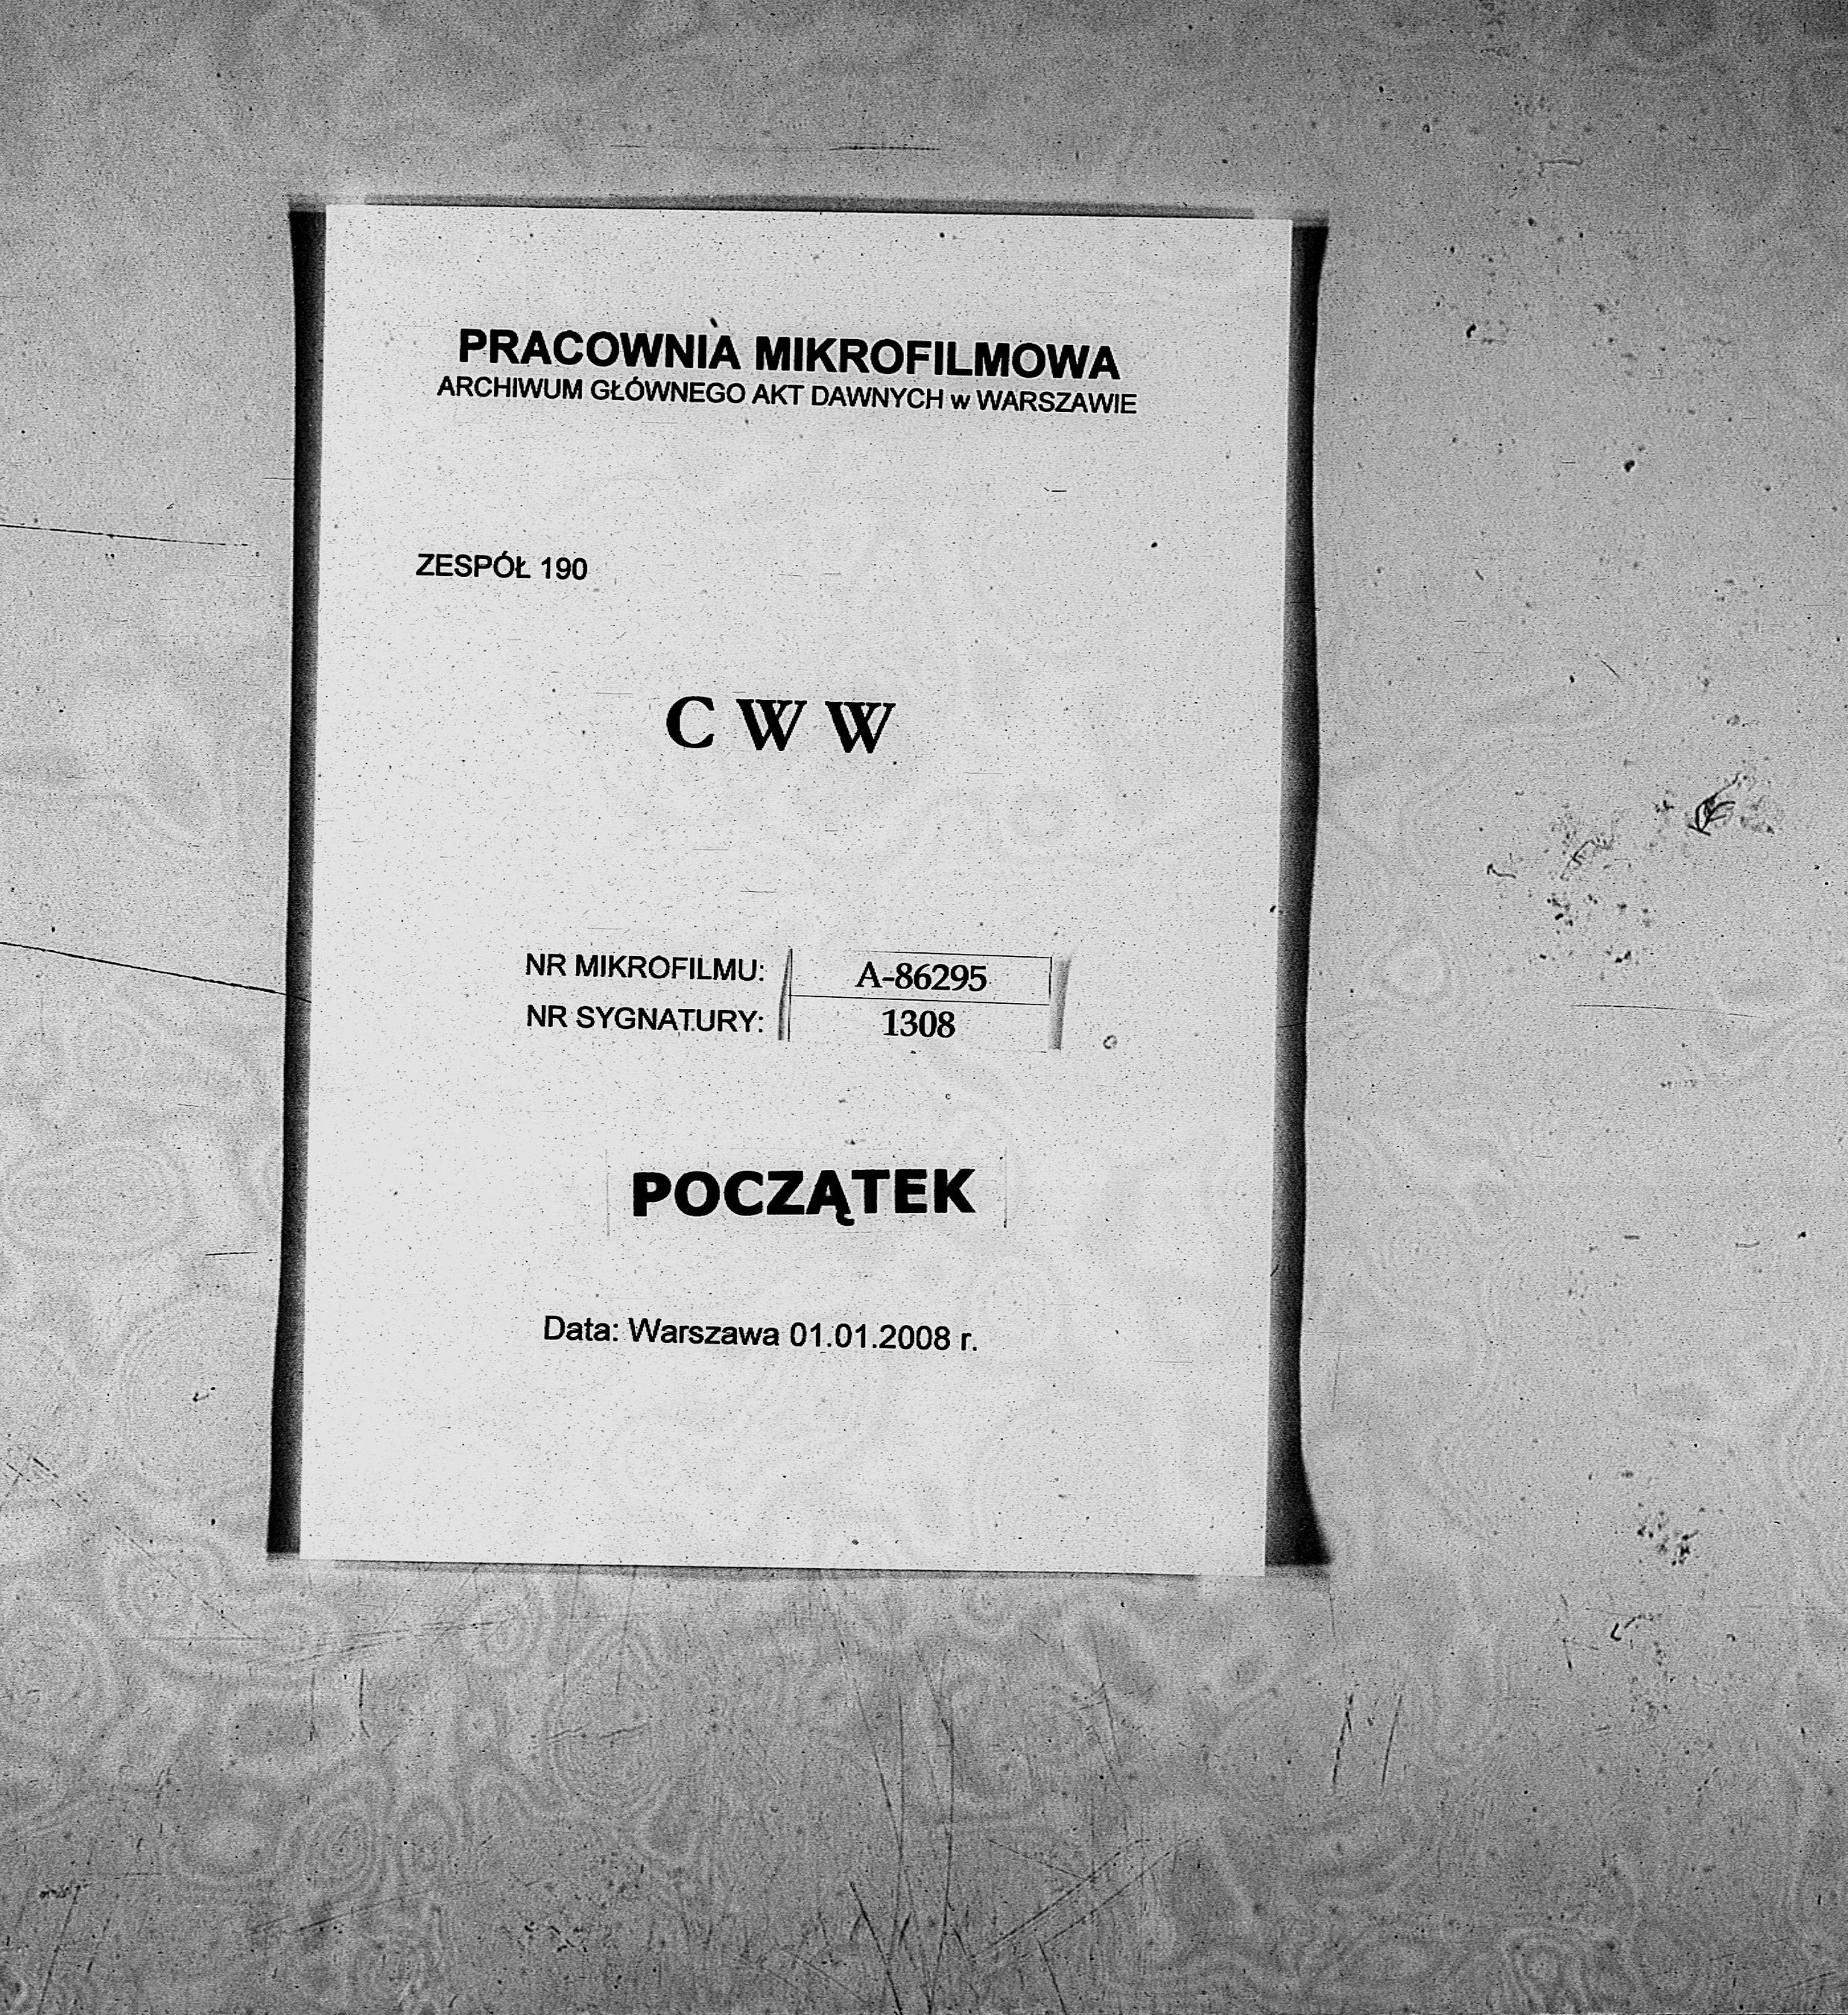 PRACOWNIA MIKROFILMOWA
ARCHIWUM GŁÓWNEGO AKT DAWNYCH w WARSZAWIE
ZESPÓŁ 190
C W W
NR MIKROFILMU: A-86295
NR SYGNATURY: 1308
POCZĄTEK
Data: Warszawa 01.01.2008 r.